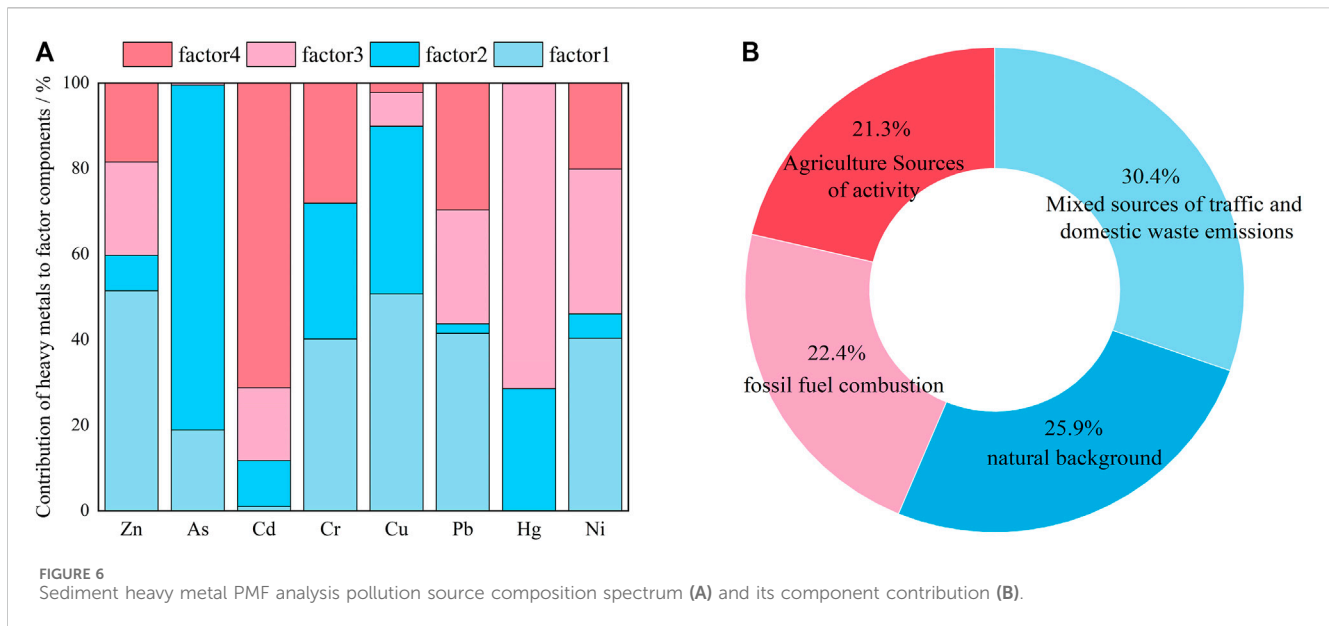 A
factor4 factor3 factor2 factor1
Contribution of heavy metals to factor components / %
100
80
60
40
20
0
Zn As Cd Cr Cu Pb Hg Ni
B
21.3%
Agriculture Sources
of activity
30.4%
Mixed sources of traffic and
domestic waste emissions
22.4%
fossil fuel combustion
25.9%
natural background
FIGURE 6
Sediment heavy metal PMF analysis pollution source composition spectrum (A) and its component contribution (B).